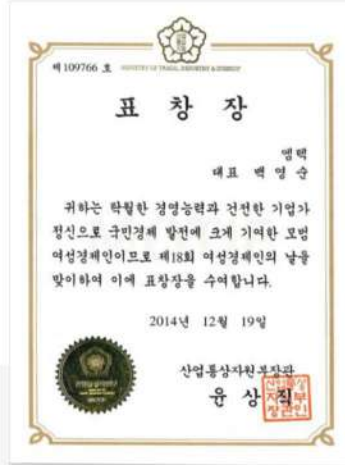 제109766 호
MINISTRY OF TRADE, INDUSTRY & ENERGY
표 창 장
엠텍
대표 백 영 순
귀하는 탁월한 경영능력과 건전한 기업가
정신으로 국민경제 발전에 크게 기여한 모범
여성경제인이므로 제18회 여성경제인의 날을
맞이하여 이에 표창장을 수여합니다.
2014년 12월 19일
산업통상자원부장관
윤 상 직